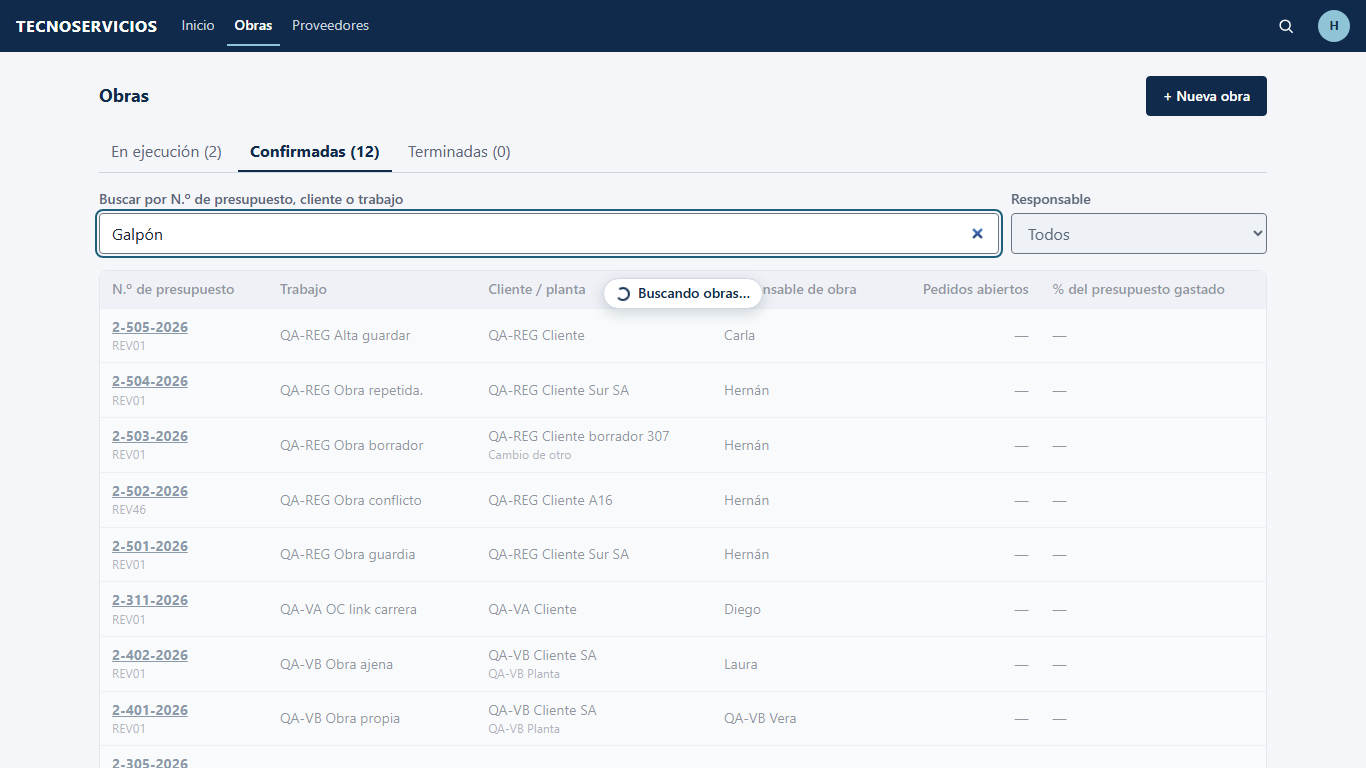 TECNOSERVICIOS Inicio Obras Proveedores H
Obras
+ Nueva obra
En ejecución (2) Confirmadas (12) Terminadas (0)
Buscar por N.º de presupuesto, cliente o trabajo Responsable
Galpón Todos
Buscando obras...
N.º de presupuesto Trabajo Cliente / planta de obra Pedidos abiertos % del presupuesto gastado
2-505-2026 QA-REG Alta guardar QA-REG Cliente Carla — —
REV01
2-504-2026 QA-REG Obra repetida. QA-REG Cliente Sur SA Hernán — —
REV01
2-503-2026 QA-REG Obra borrador QA-REG Cliente borrador 307 Hernán — —
REV01 Cambio de otro
2-502-2026 QA-REG Obra conflicto QA-REG Cliente A16 Hernán — —
REV46
2-501-2026 QA-REG Obra guardia QA-REG Cliente Sur SA Hernán — —
REV01
2-311-2026 QA-VA OC link carrera QA-VA Cliente Diego — —
REV01
2-402-2026 QA-VB Obra ajena QA-VB Cliente SA Laura — —
REV01 QA-VB Planta
2-401-2026 QA-VB Obra propia QA-VB Cliente SA QA-VB Vera — —
REV01 QA-VB Planta
2-305-2026